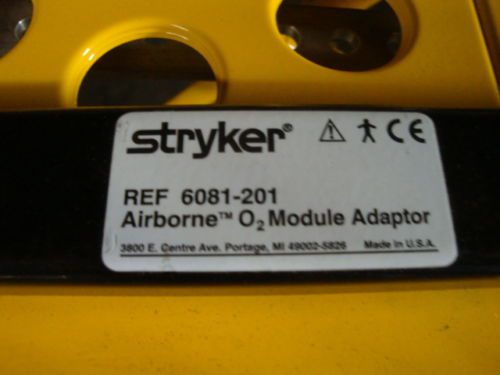 stryker®
CE
REF 6081-201
Airborne™ O₂ Module Adaptor
3800 E. Centre Ave. Portage, MI 49002-5826 Made in U.S.A.